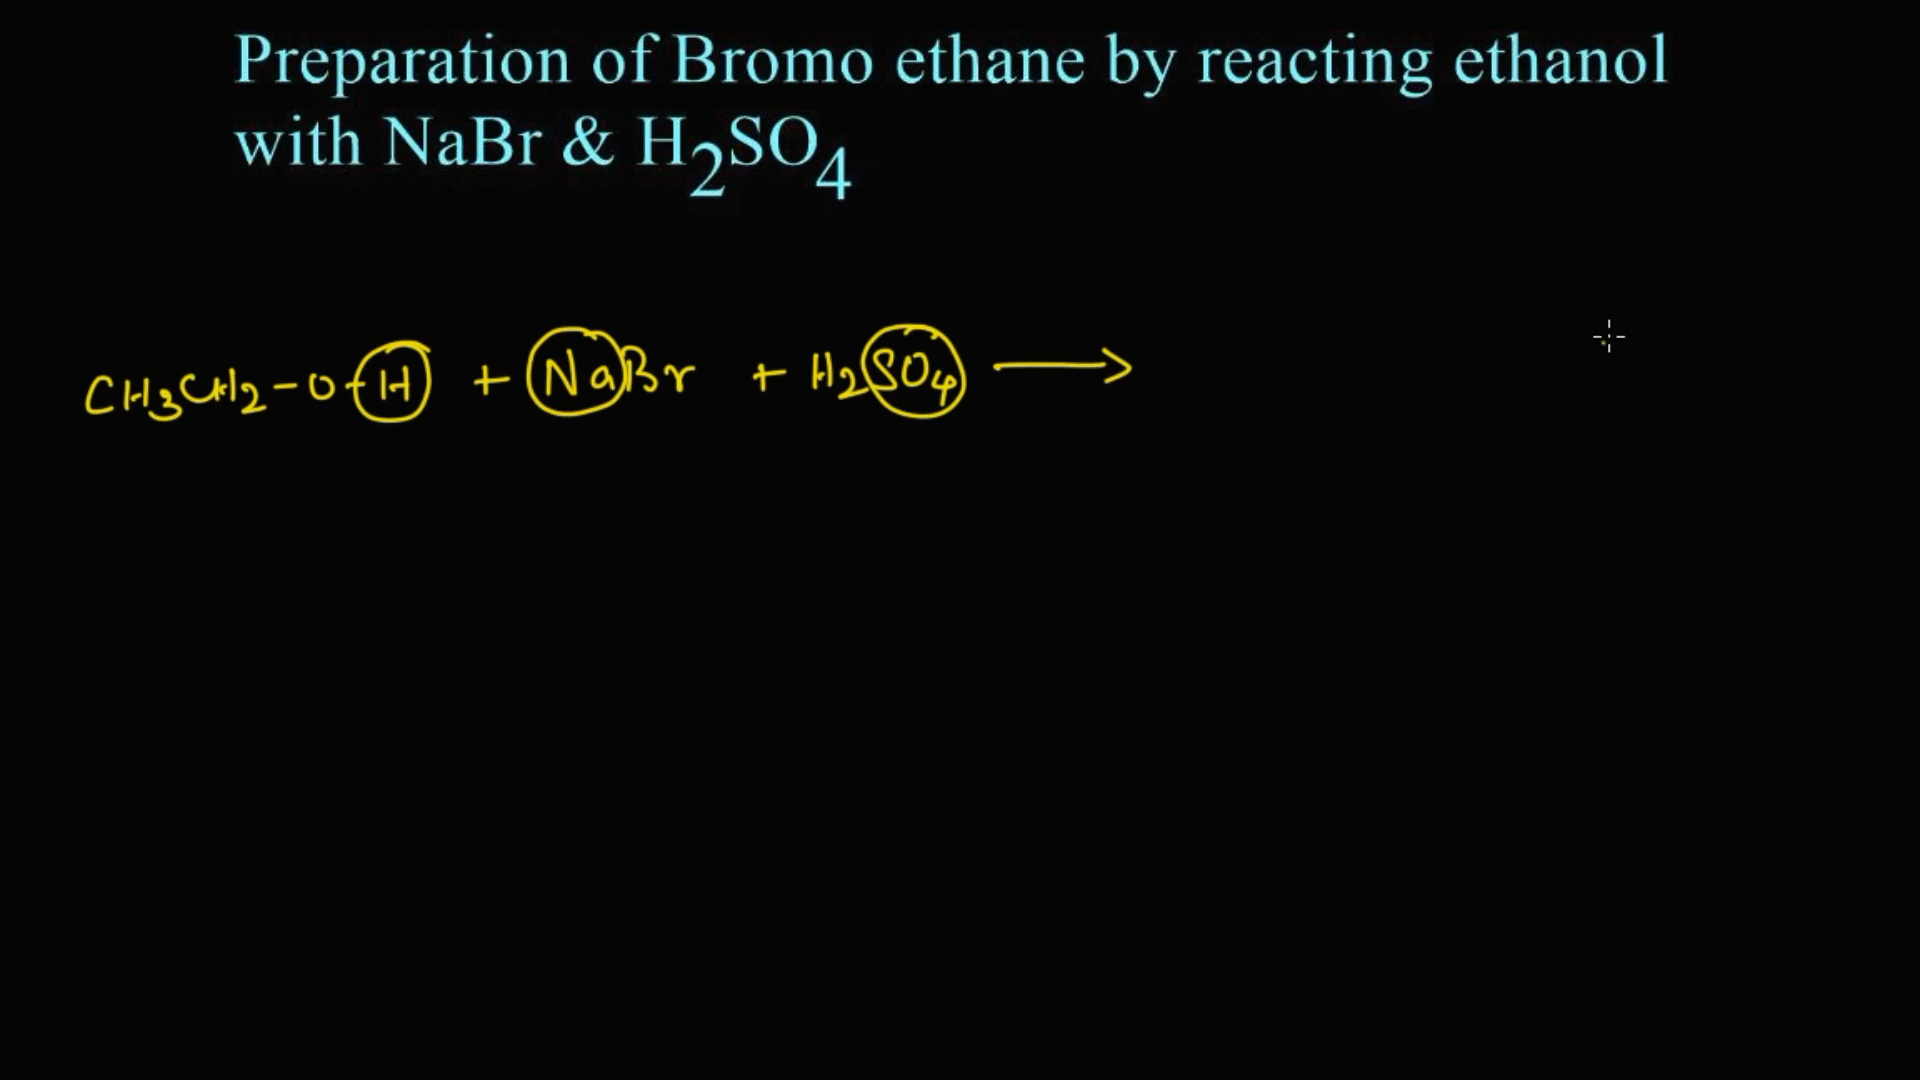 Preparation of Bromo ethane by reacting ethanol
with NaBr & H₂SO₄
CH₃CH₂-O-H + NaBr + H₂SO₄ ⟶